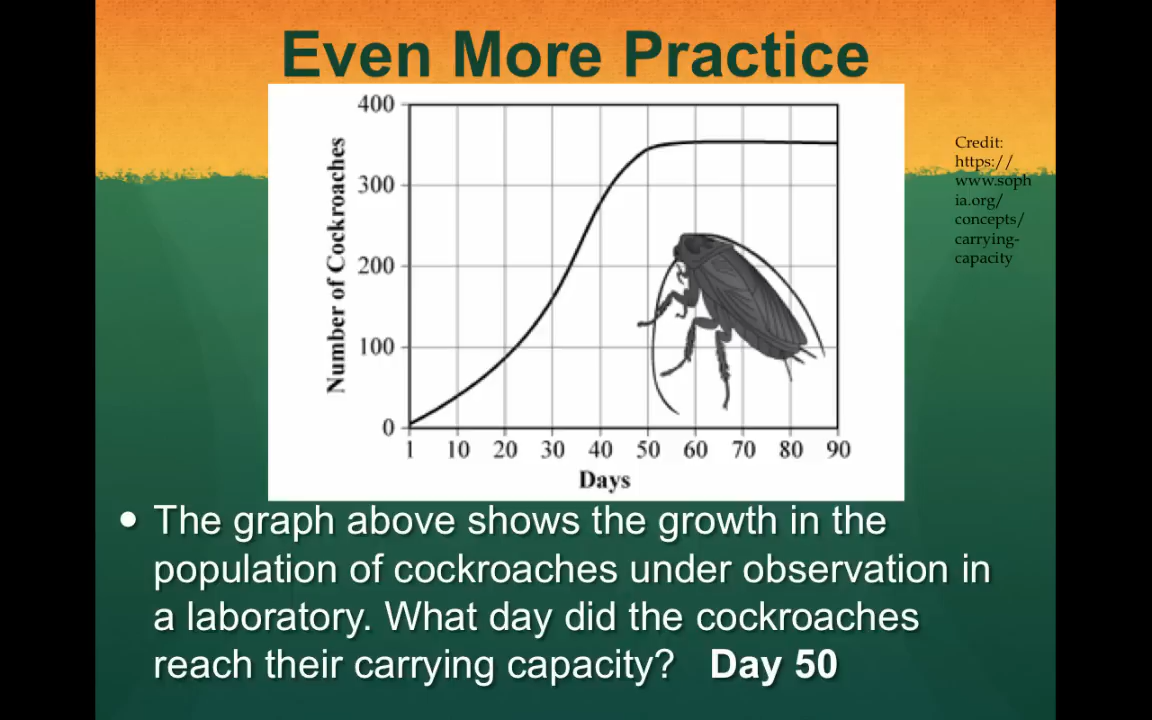 Even More Practice
400
300
200
100
0
Number of Cockroaches
1 10 20 30 40 50 60 70 80 90
Days
Credit:
https://
www.soph
ia.org/
concepts/
carrying-
capacity
• The graph above shows the growth in the
population of cockroaches under observation in
a laboratory. What day did the cockroaches
reach their carrying capacity? Day 50